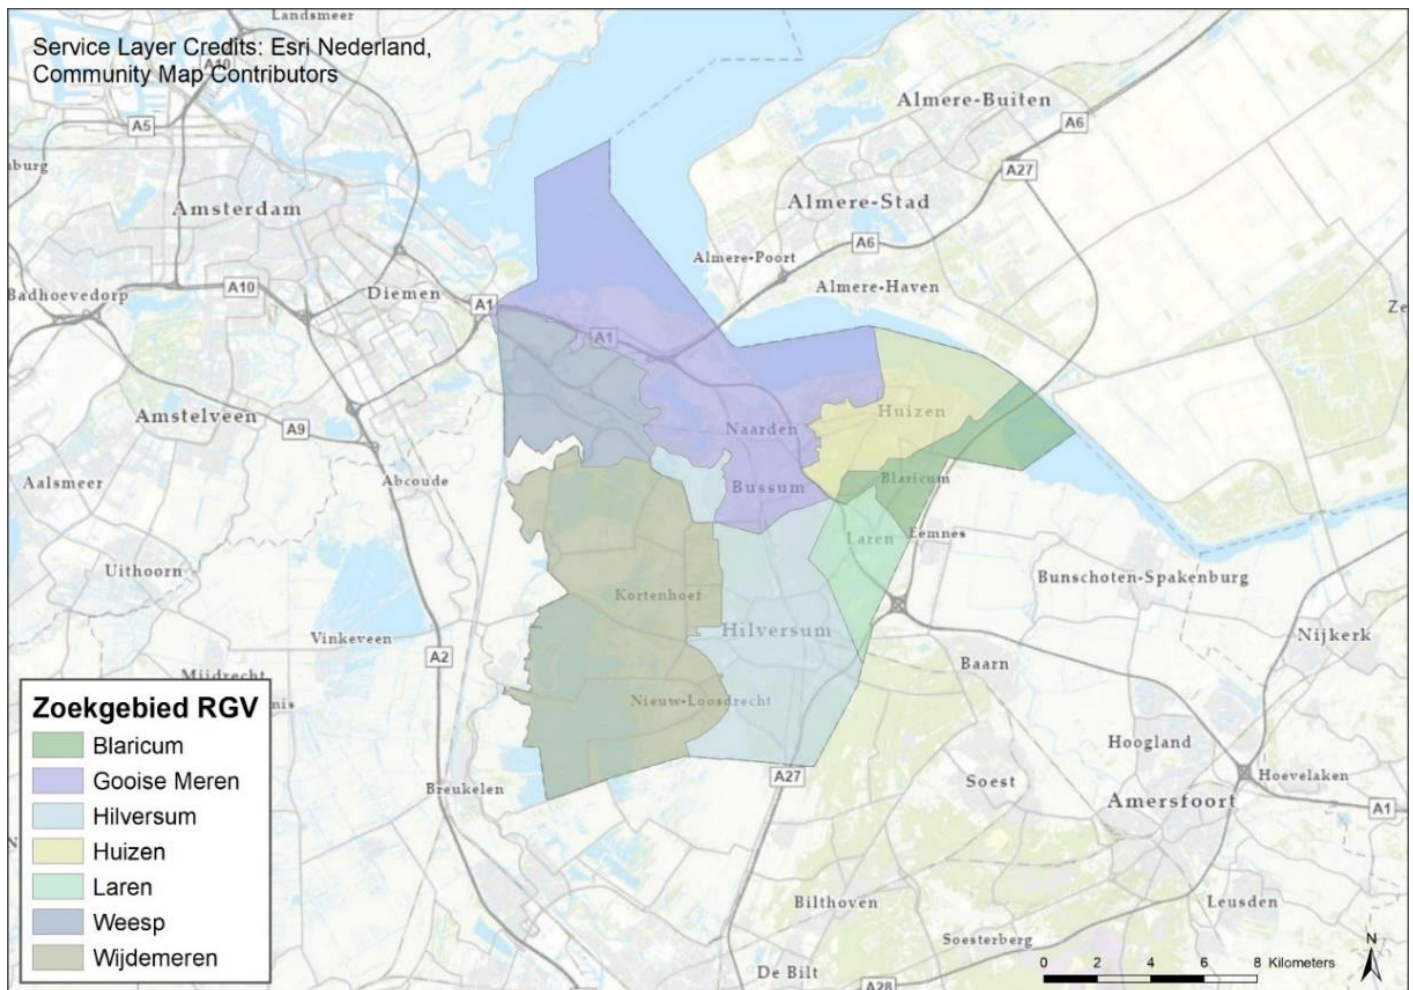 Landsmeer
Service Layer Credits: Esri Nederland,
Community Map Contributors
A10
A5
Almere-Buiten
A6
A27
burg
Amsterdam
Almere-Stad
A6
Almere-Poort
Almere-Haven
Badhoevedorp
A10
Diemen
A1
A1
Ze
Amstelveen
A9
Naarden
Huizen
Aalsmeer
Abcoude
Bussum
Blaricum
Laren
Eemnes
Uithoorn
Kortenhoef
Bunschoten-Spakenburg
Vinkeveen
Hilversum
Nijkerk
A2
Baarn
Mijdrecht
nis
Nieuw-Loosdrecht
Zoekgebied RGV
Blaricum
Gooise Meren
Hilversum
Huizen
Laren
Weesp
Wijdemeren
Breukelen
A27
Hoogland
Soest
Hoevelaken
Amersfoort
A1
Bilthoven
Leusden
Soesterberg
De Bilt
A28
N
0 2 4 6 8 Kilometers